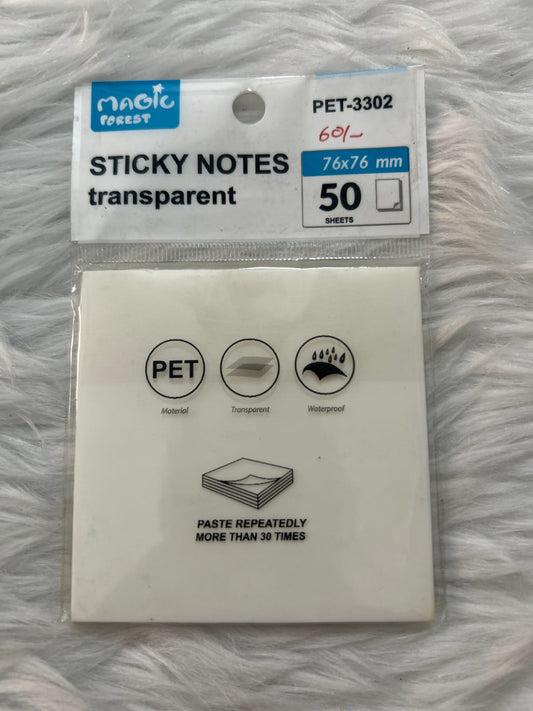 MAGIC
FOREST
PET-3302
60/-
STICKY NOTES
transparent
76x76 mm
50
SHEETS
PET
Material
Transparent
Waterproof
PASTE REPEATEDLY
MORE THAN 30 TIMES